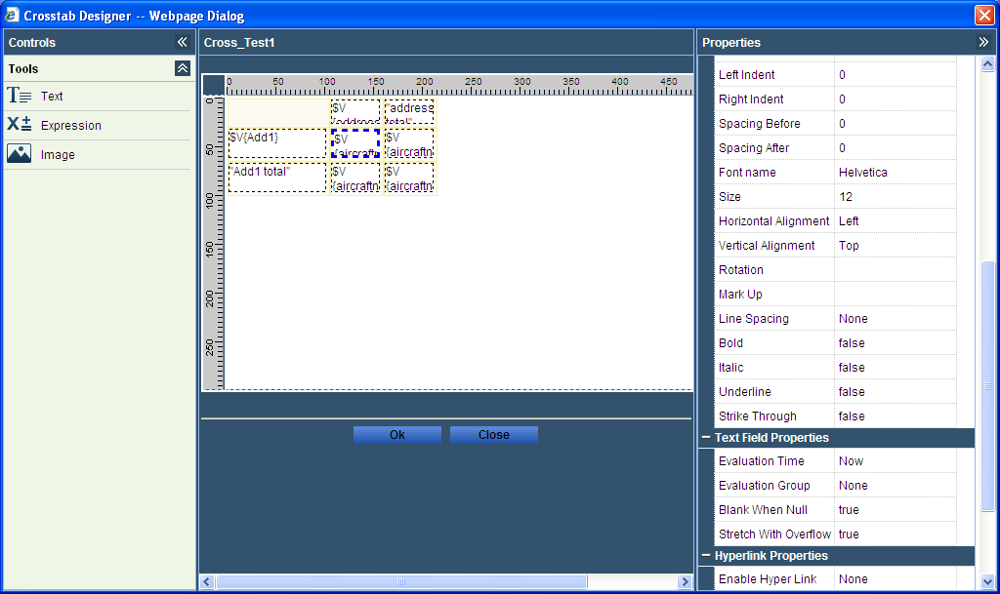 Crosstab Designer -- Webpage Dialog
Controls
Cross_Test1
Properties
Tools
Text
Expression
Image
0 50 100 150 200 250 300 350 400 450
0
50
100
150
200
250
$V
"address
total"
$V{Add1}
$V
{aircraftn
$V
{aircraftn
"Add1 total"
$V
{aircraftn
$V
{aircraftn
Ok
Close
Left Indent 0
Right Indent 0
Spacing Before 0
Spacing After 0
Font name Helvetica
Size 12
Horizontal Alignment Left
Vertical Alignment Top
Rotation
Mark Up
Line Spacing None
Bold false
Italic false
Underline false
Strike Through false
Text Field Properties
Evaluation Time Now
Evaluation Group None
Blank When Null true
Stretch With Overflow true
Hyperlink Properties
Enable Hyper Link None